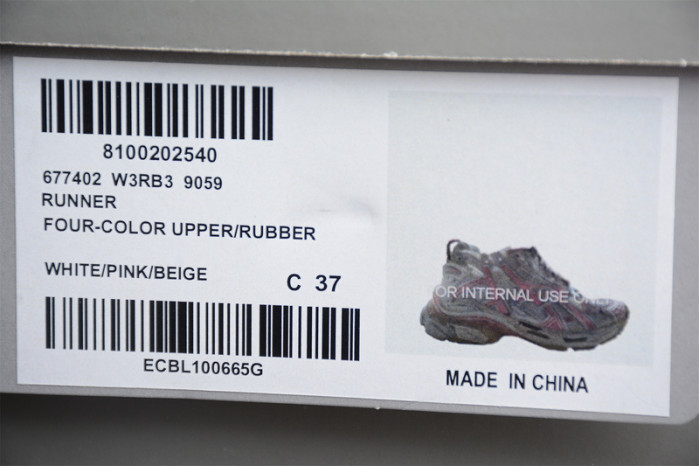 8100202540
677402 W3RB3 9059
RUNNER
FOUR-COLOR UPPER/RUBBER
WHITE/PINK/BEIGE
C 37
ECBL100665G
OR INTERNAL USE
MADE IN CHINA